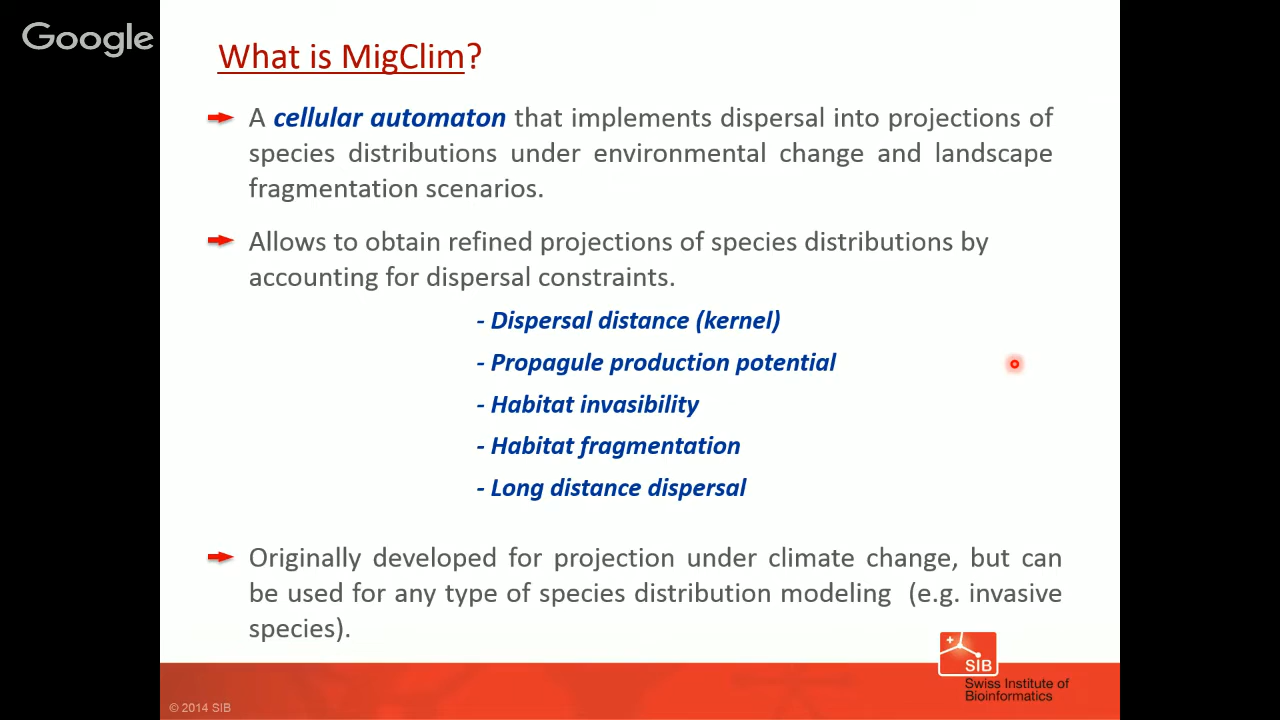 Google
What is MigClim?
A cellular automaton that implements dispersal into projections of
species distributions under environmental change and landscape
fragmentation scenarios.
Allows to obtain refined projections of species distributions by
accounting for dispersal constraints.
- Dispersal distance (kernel)
- Propagule production potential
- Habitat invasibility
- Habitat fragmentation
- Long distance dispersal
Originally developed for projection under climate change, but can
be used for any type of species distribution modeling (e.g. invasive
species).
SIB
Swiss Institute of
Bioinformatics
© 2014 SIB